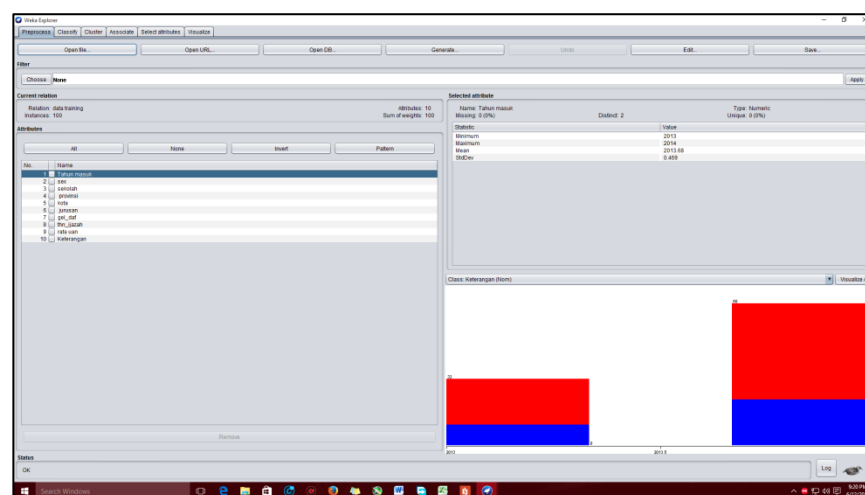 Weka Explorer
Preprocess Classify Cluster Associate Select attributes Visualize
Open file... Open URL... Open DB... Generate... Undo Edit... Save...
Filter
Choose None Apply
Current relation
Relation: data training Attributes: 10
Instances: 100 Sum of weights: 100
Selected attribute
Name: Tahun masuk Type: Numeric
Missing: 0 (0%) Distinct: 2 Unique: 0 (0%)
Statistic Value
Minimum 2013
Maximum 2014
Mean 2013.68
StdDev 0.469
Attributes
All None Invert Pattern
No. Name
1 Tahun masuk
2 sex
3 sekolah
4 provinsi
5 kota
6 jurusan
7 gel_daf
8 thn_ijazah
9 rata uan
10 Keterangan
Remove
Class: Keterangan (Nom) Visualize
2013 2013.5
Status
OK
Log
Search Windows
9:20 PM